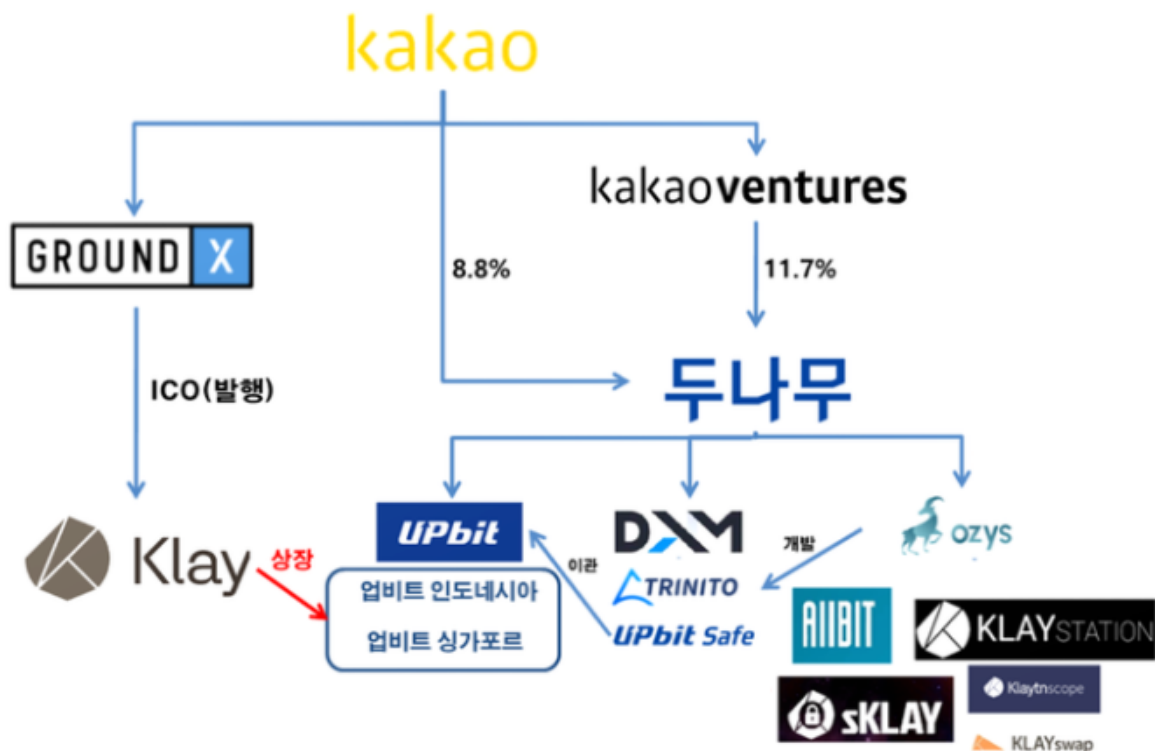 kakao
kakaoventures
GROUND X
8.8%
11.7%
두나무
ICO(발행)
Klay
상장
UPbit
업비트 인도네시아
업비트 싱가포르
이관
DXM
TRINITO
UPbit Safe
개발
ozys
AIIBIT
KLAYSTATION
sKLAY
Klaytnscope
KLAYswap